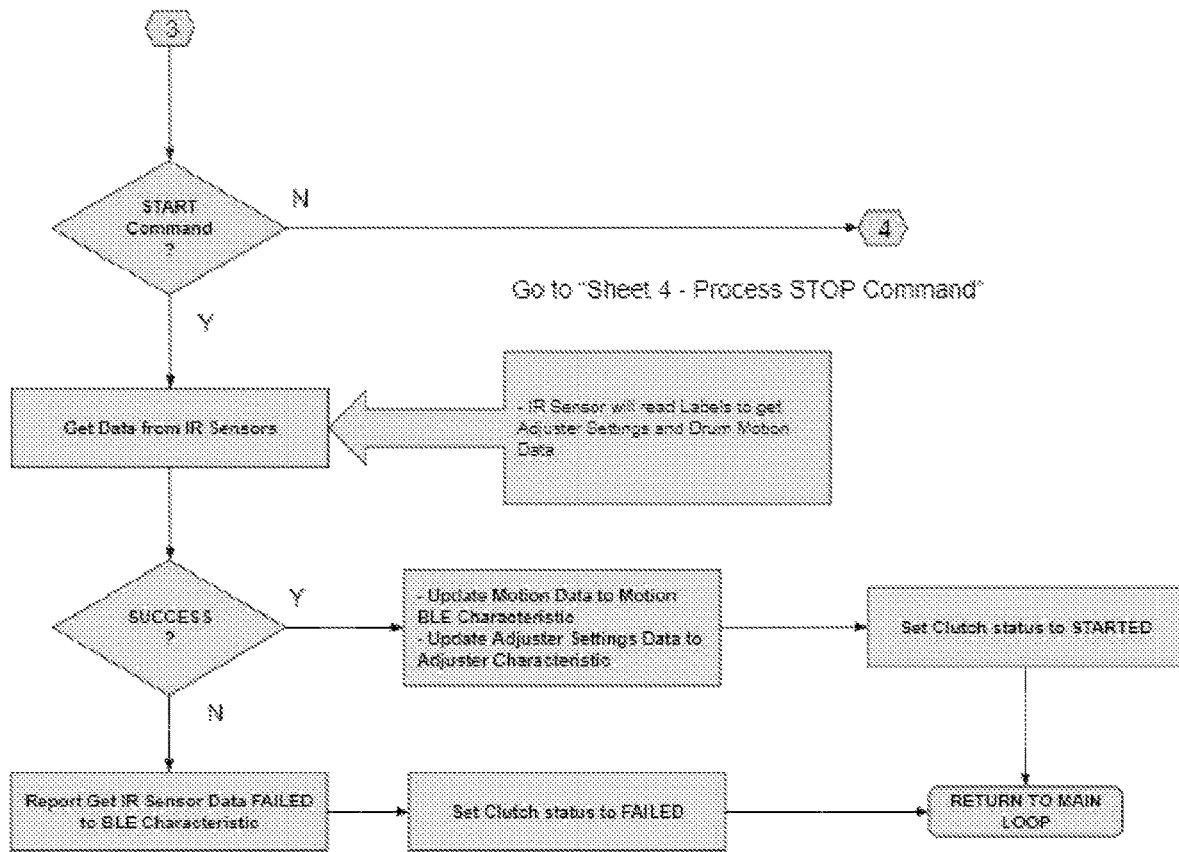 3
START
Command
?
N
4
Go to "Sheet 4 - Process STOP Command"
Y
Get Data from IR Sensors
- IR Sensor will read Labels to get
Adjuster Settings and Drum Motion
Data
SUCCESS
?
Y
- Update Motion Data to Motion
BLE Characteristic
- Update Adjuster Settings Data to
Adjuster Characteristic
Set Clutch status to STARTED
N
Report Get IR Sensor Data FAILED
to BLE Characteristic
Set Clutch status to FAILED
RETURN TO MAIN
LOOP